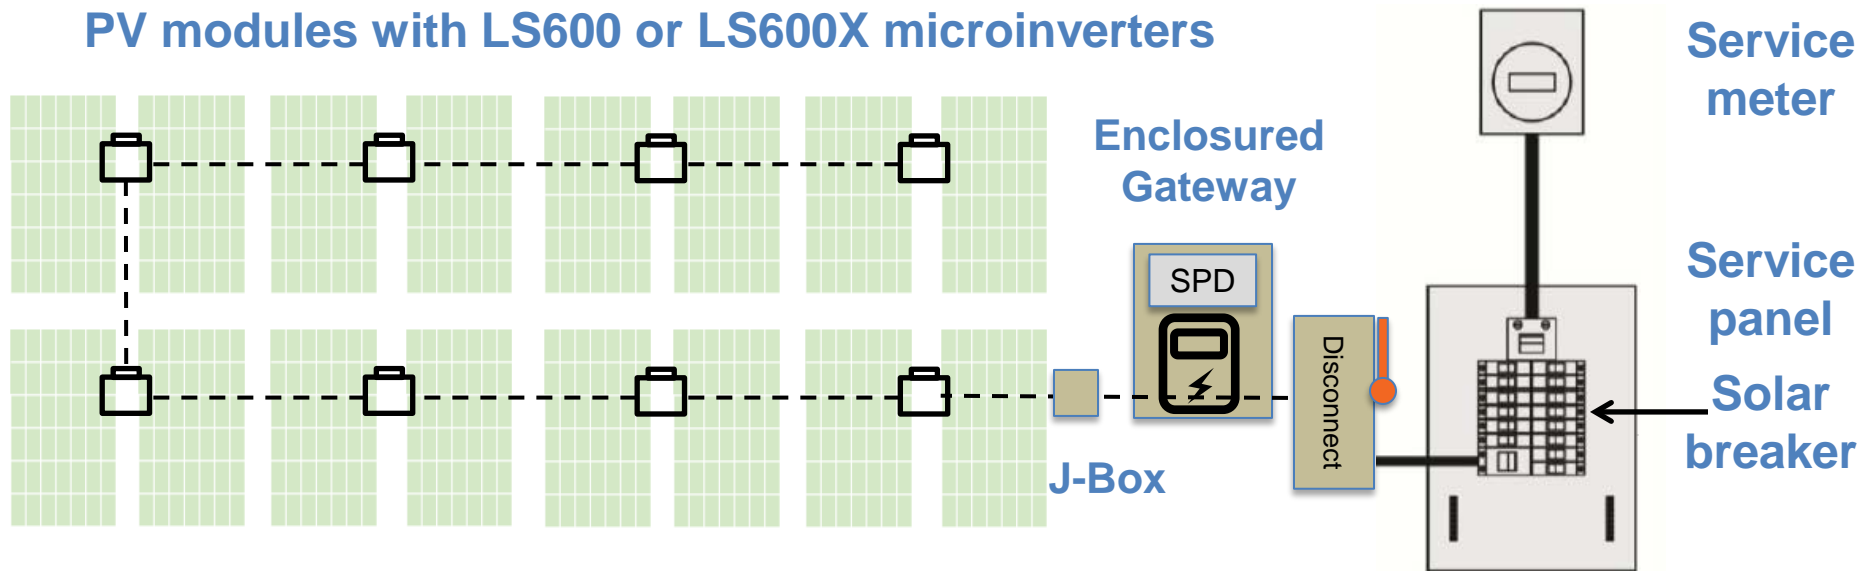 PV modules with LS600 or LS600X microinverters
Service
meter
Enclosured
Gateway
SPD
Disconnect
Service
panel
Solar
breaker
J-Box